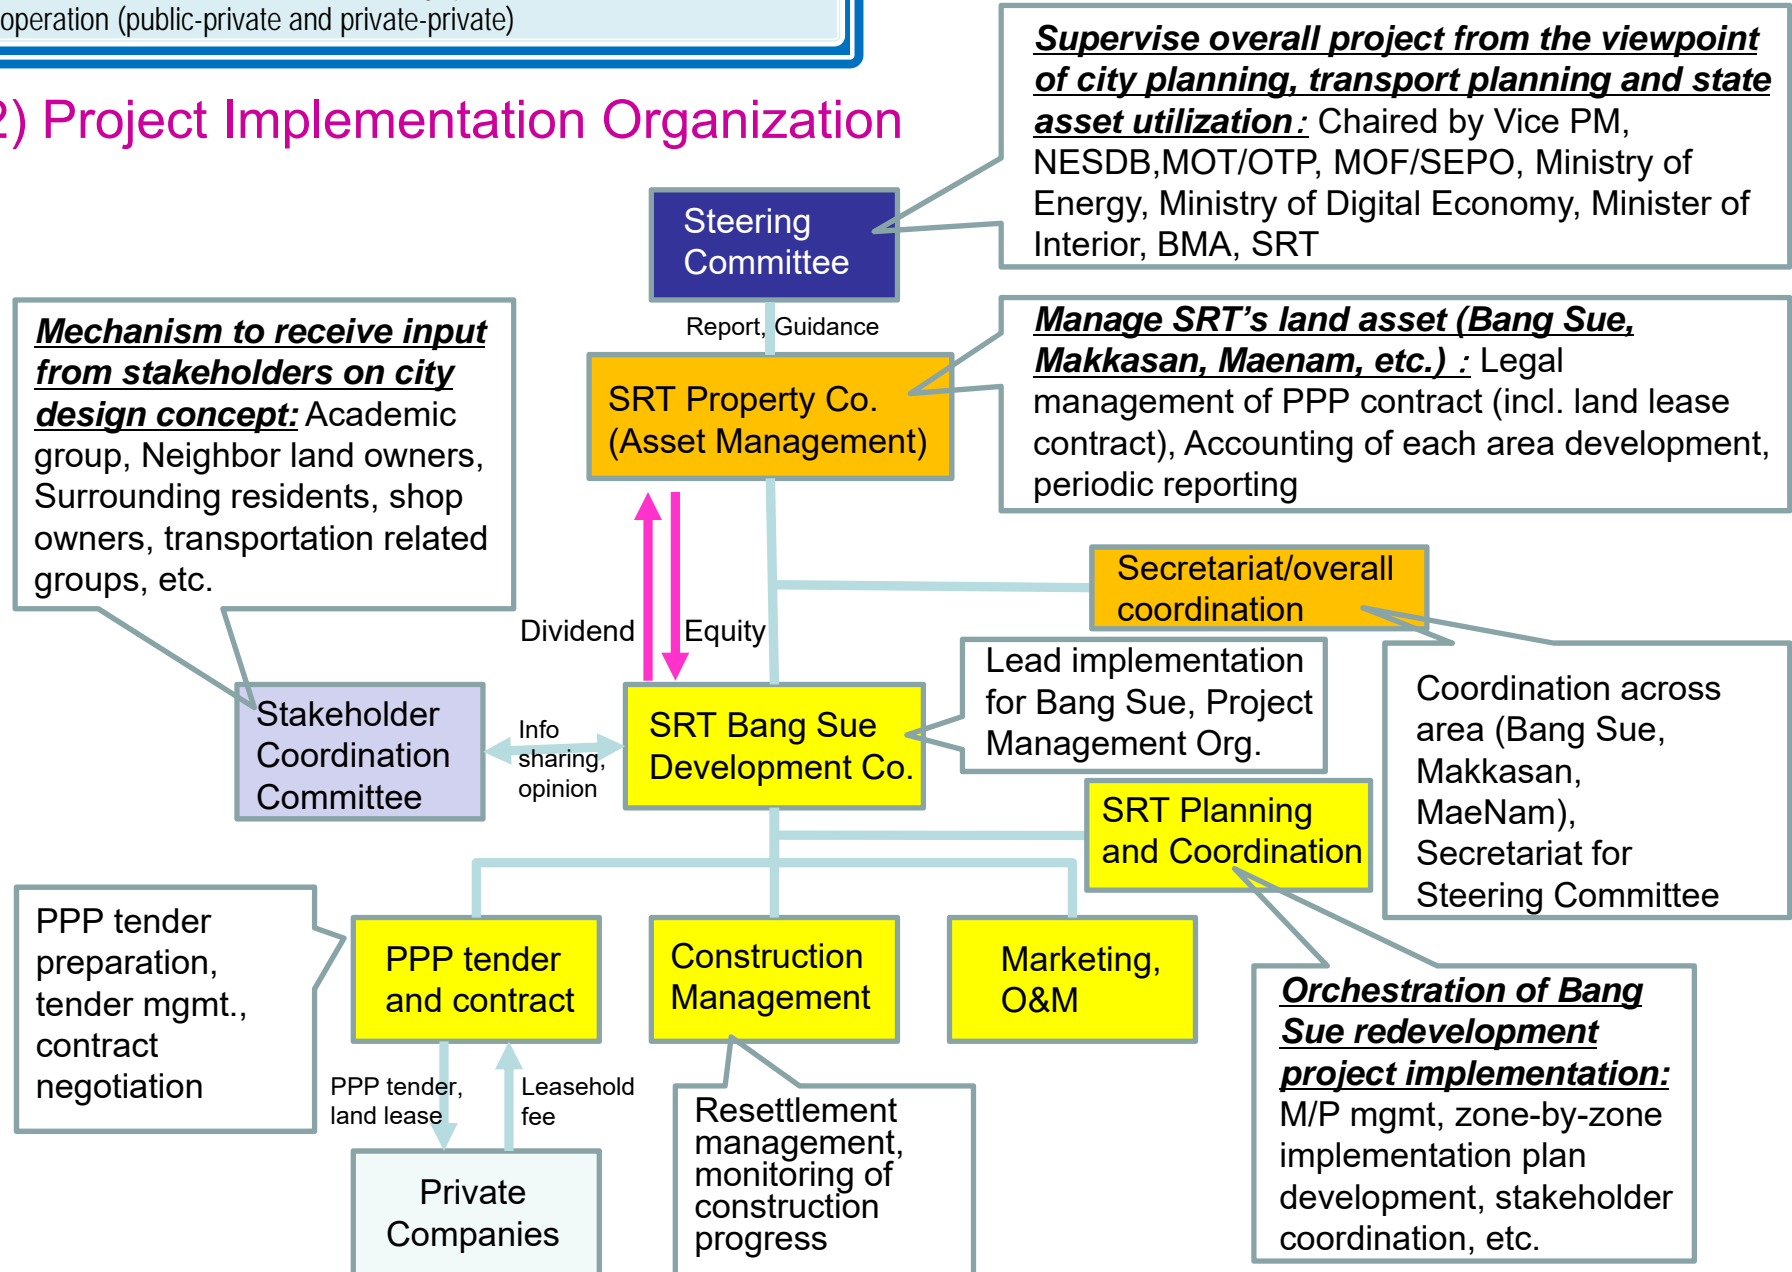 operation (public-private and private-private)
2) Project Implementation Organization
Supervise overall project from the viewpoint
of city planning, transport planning and state
asset utilization: Chaired by Vice PM,
NESDB,MOT/OTP, MOF/SEPO, Ministry of
Energy, Ministry of Digital Economy, Minister of
Interior, BMA, SRT
Steering
Committee
Report, Guidance
Manage SRT’s land asset (Bang Sue,
Makkasan, Maenam, etc.) : Legal
management of PPP contract (incl. land lease
contract), Accounting of each area development,
periodic reporting
SRT Property Co.
(Asset Management)
Mechanism to receive input
from stakeholders on city
design concept: Academic
group, Neighbor land owners,
Surrounding residents, shop
owners, transportation related
groups, etc.
Secretariat/overall
coordination
Dividend
Equity
Lead implementation
for Bang Sue, Project
Management Org.
Coordination across
area (Bang Sue,
Makkasan,
MaeNam),
Secretariat for
Steering Committee
Stakeholder
Coordination
Committee
Info
sharing,
opinion
SRT Bang Sue
Development Co.
SRT Planning
and Coordination
PPP tender
preparation,
tender mgmt.,
contract
negotiation
PPP tender
and contract
Construction
Management
Marketing,
O&M
Orchestration of Bang
Sue redevelopment
project implementation:
M/P mgmt, zone-by-zone
implementation plan
development, stakeholder
coordination, etc.
PPP tender,
land lease
Leasehold
fee
Resettlement
management,
monitoring of
construction
progress
Private
Companies